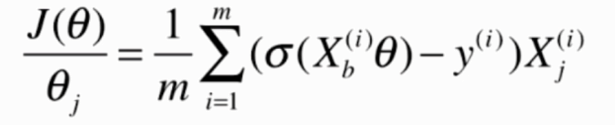 J(θ)/θ_j = 1/m ∑_{i=1}^{m} (σ(X_b^{(i)}θ) − y^{(i)})X_j^{(i)}